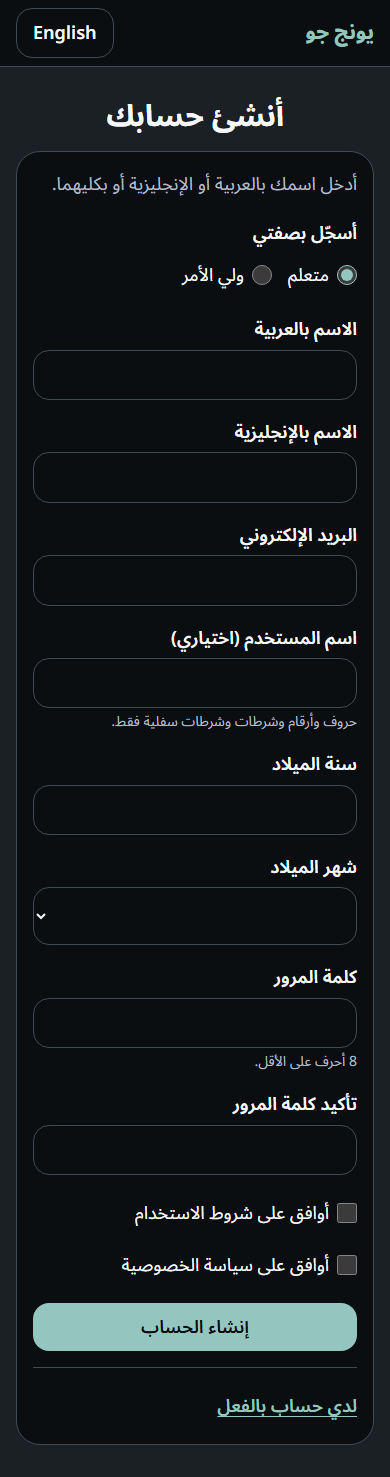 يونج جو
English
أنشئ حسابك
أدخل اسمك بالعربية أو الإنجليزية أو بكليهما.
أسجّل بصفتي
متعلم
ولي الأمر
الاسم بالعربية
الاسم بالإنجليزية
البريد الإلكتروني
اسم المستخدم (اختياري)
حروف وأرقام وشرطات وشرطات سفلية فقط.
سنة الميلاد
شهر الميلاد
كلمة المرور
8 أحرف على الأقل.
تأكيد كلمة المرور
أوافق على شروط الاستخدام
أوافق على سياسة الخصوصية
إنشاء الحساب
لدي حساب بالفعل